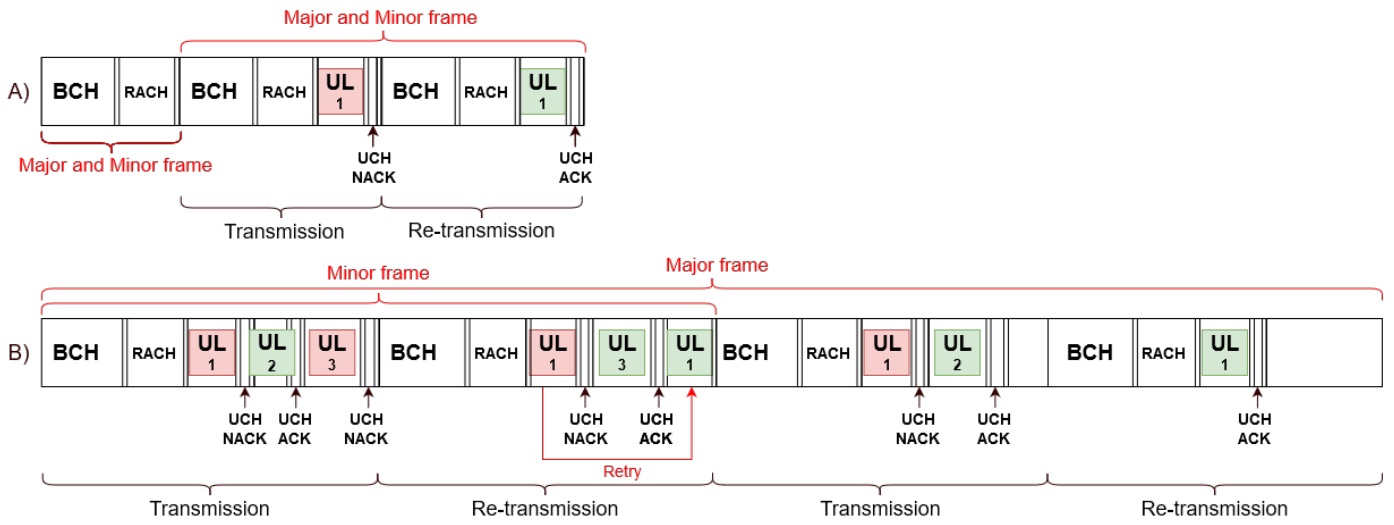 Major and Minor frame
A)
BCH
RACH
BCH
RACH
UL
1
BCH
RACH
UL
1
Major and Minor frame
UCH
NACK
UCH
ACK
Transmission
Re-transmission
Major frame
Minor frame
B)
BCH
RACH
UL
1
UL
2
UL
3
BCH
RACH
UL
1
UL
3
UL
1
BCH
RACH
UL
1
UL
2
BCH
RACH
UL
1
UCH
NACK
UCH
ACK
UCH
NACK
UCH
NACK
UCH
ACK
UCH
NACK
UCH
ACK
UCH
ACK
Retry
Transmission
Re-transmission
Transmission
Re-transmission